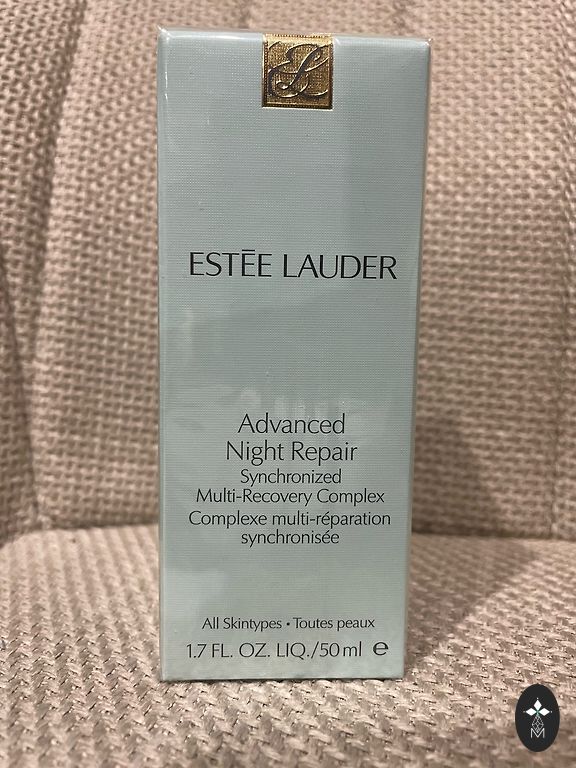 ESTĒE LAUDER
Advanced
Night Repair
Synchronized
Multi-Recovery Complex
Complexe multi-réparation
synchronisée
All Skintypes • Toutes peaux
1.7 FL. OZ. LIQ./50 ml ℮